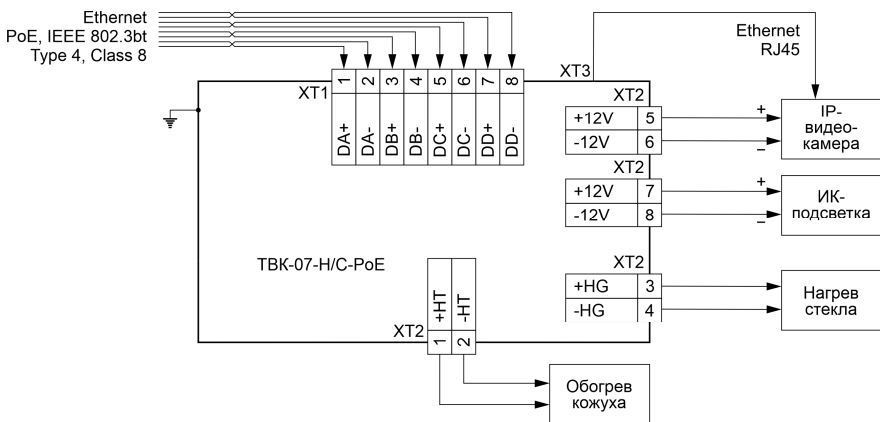 Ethernet
PoE, IEEE 802.3bt
Type 4, Class 8
Ethernet
RJ45
XT1
1 2 3 4 5 6 7 8
DA+ DA- DB+ DB- DC+ DC- DD+ DD-
XT3
XT2
+12V 5
-12V 6
+
–
IP-
видео-
камера
XT2
+12V 7
-12V 8
+
–
ИК-
подсветка
ТВК-07-Н/С-PoE
XT2
+HG 3
-HG 4
Нагрев
стекла
XT2
+HT -HT
1 2
Обогрев
кожуха